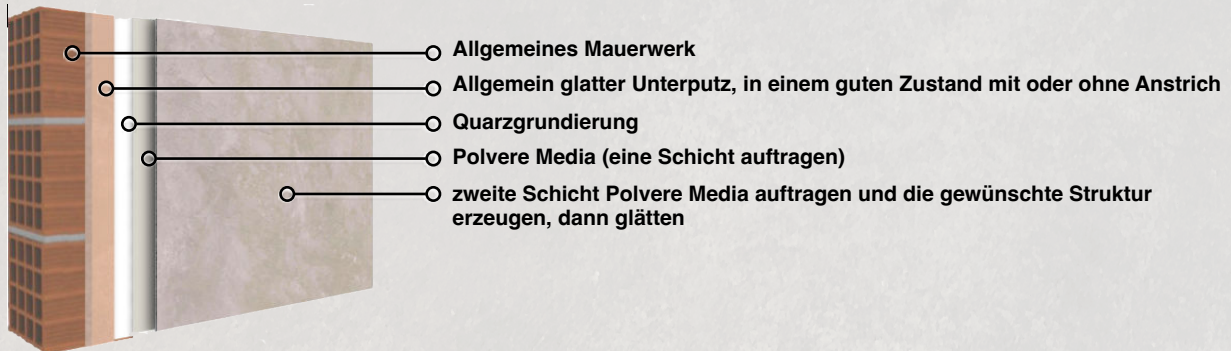 Allgemeines Mauerwerk
Allgemein glatter Unterputz, in einem guten Zustand mit oder ohne Anstrich
Quarzgrundierung
Polvere Media (eine Schicht auftragen)
zweite Schicht Polvere Media auftragen und die gewünschte Struktur
erzeugen, dann glätten